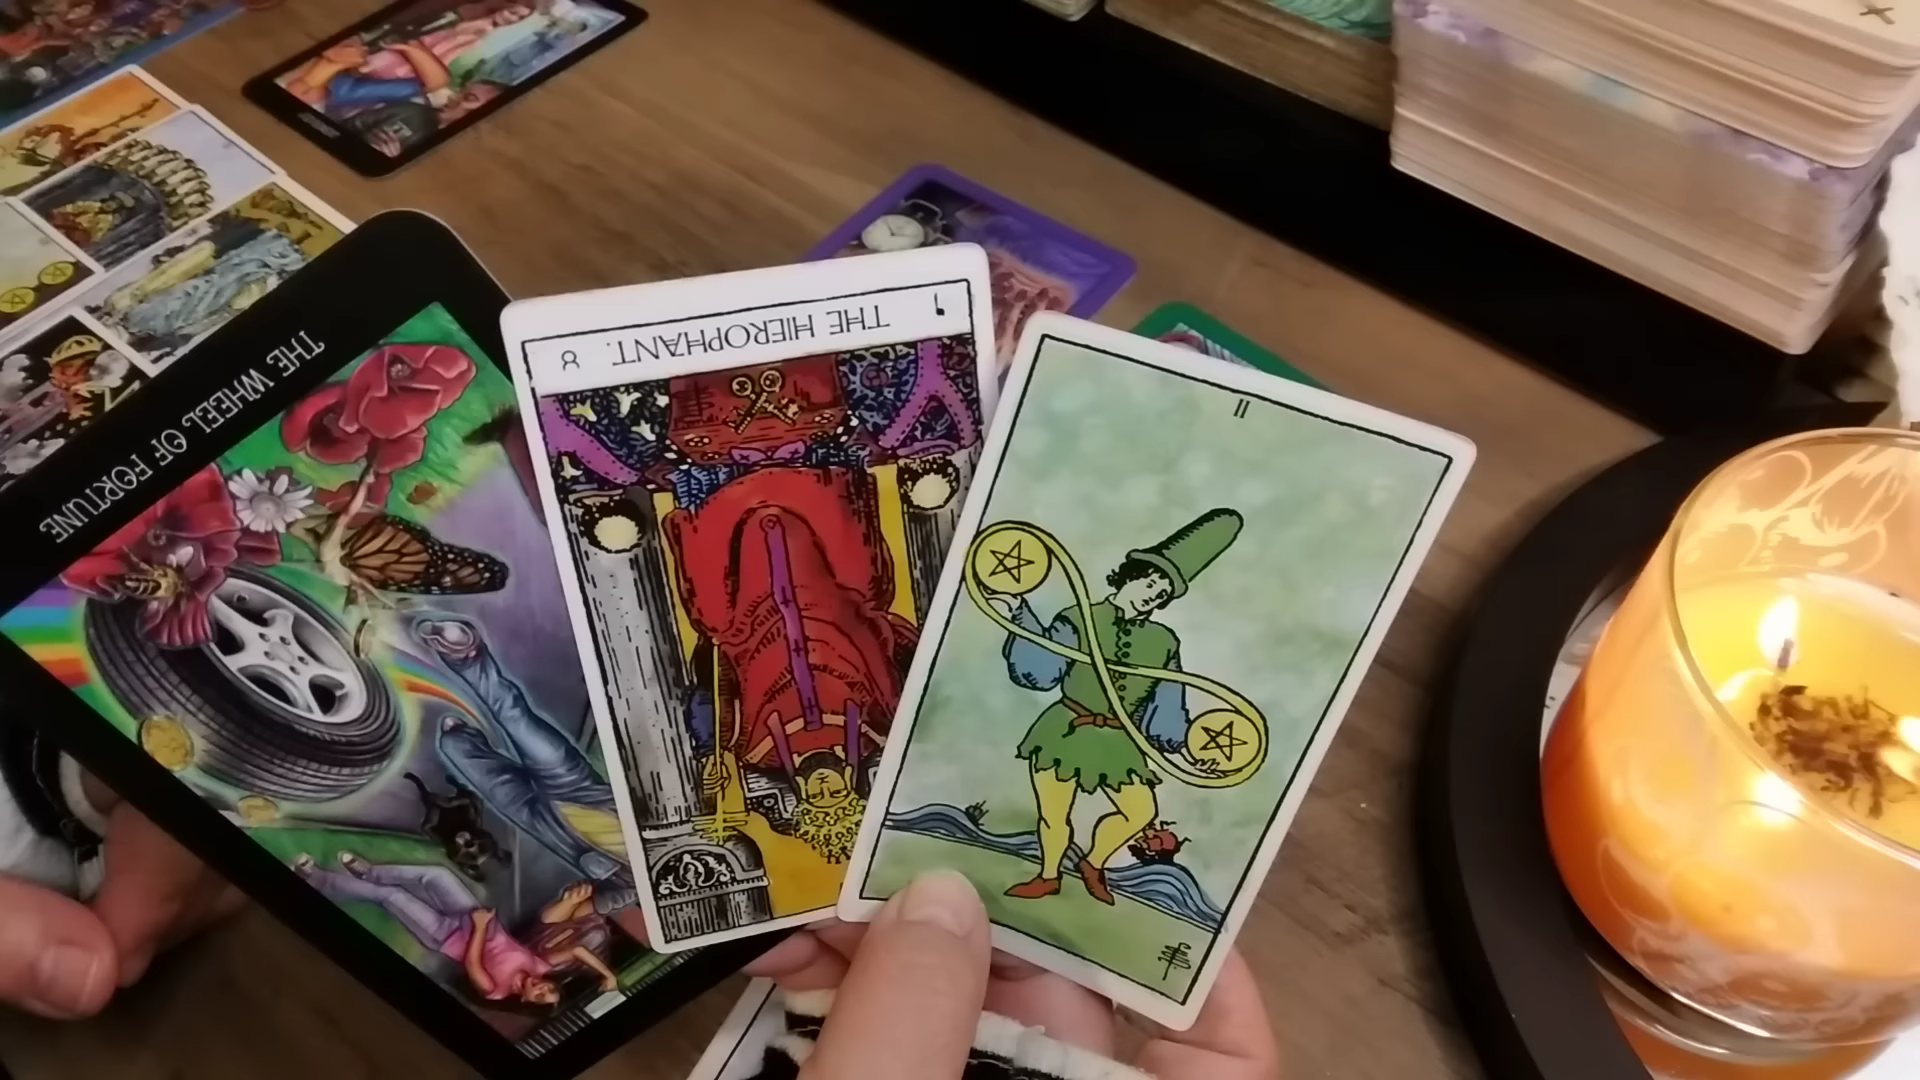 THE WHEEL OF FORTUNE
THE HIEROPHANT.
II